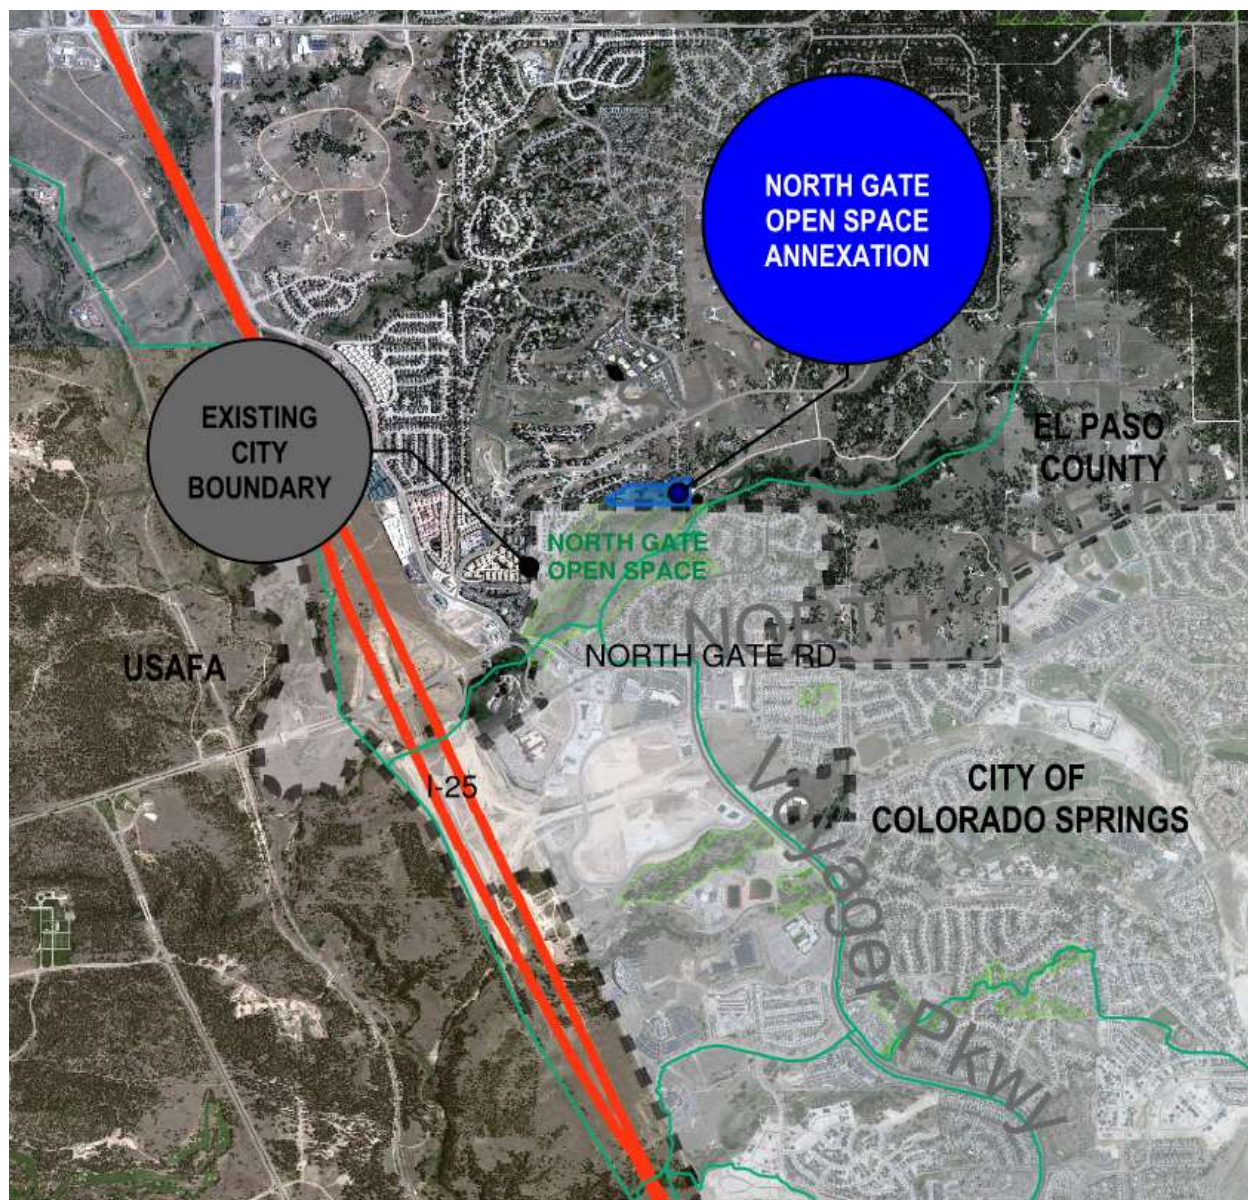 NORTH GATE
OPEN SPACE
ANNEXATION
EXISTING
CITY
BOUNDARY
EL PASO
COUNTY
NORTH GATE
OPEN SPACE
NORTH
NORTH GATE RD
USAFA
I-25
CITY OF
COLORADO SPRINGS
Voyager Pkwy